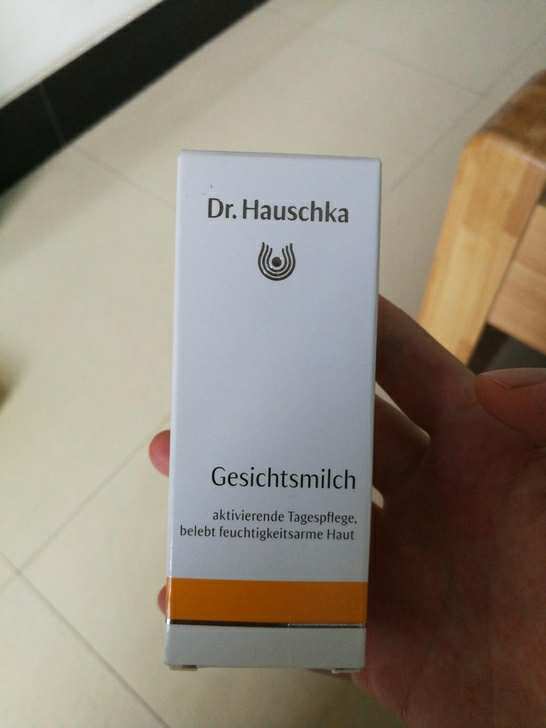 Dr. Hauschka
Gesichtsmilch
aktivierende Tagespflege,
belebt feuchtigkeitsarme Haut